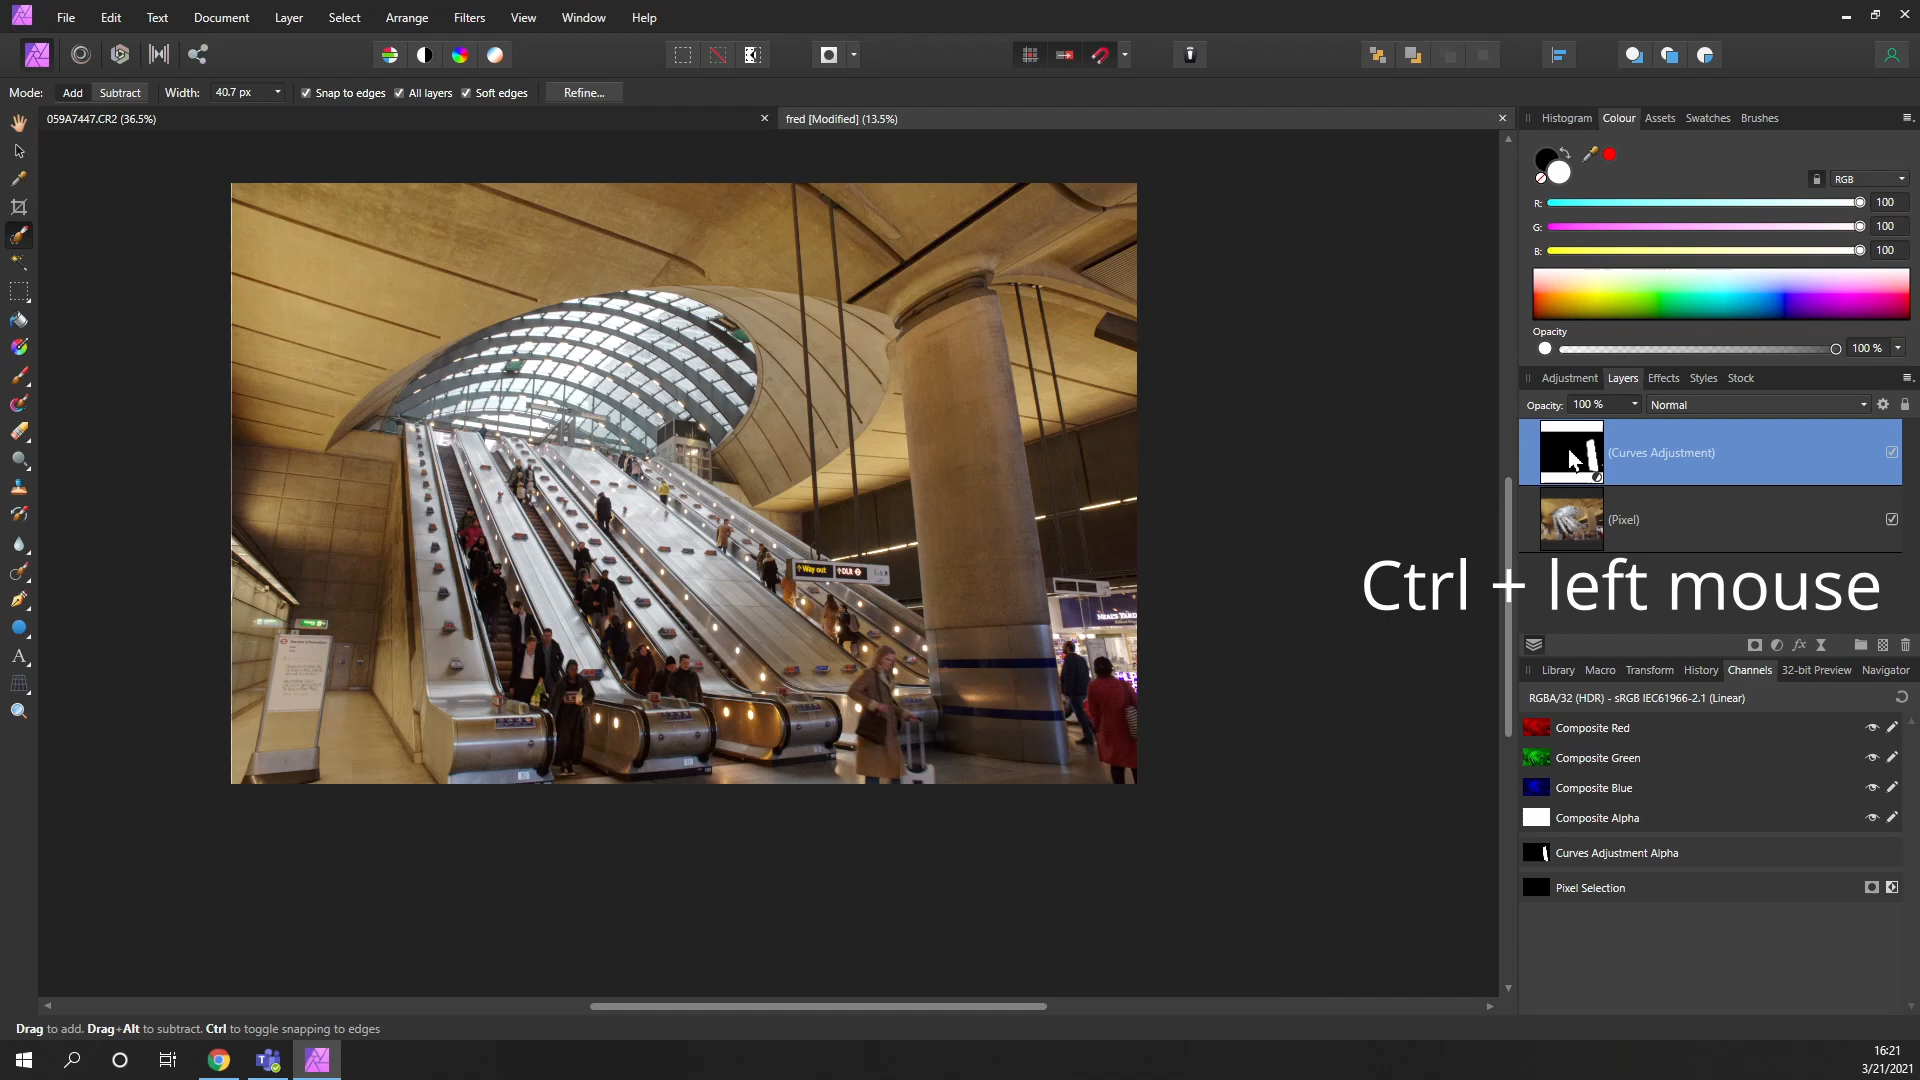 File Edit Text Document Layer Select Arrange Filters View Window Help
Mode: Add Subtract Width: 40.7 px Snap to edges All layers Soft edges Refine...
059A7447.CR2 (36.5%)
fred [Modified] (13.5%)
Histogram Colour Assets Swatches Brushes
RGB
R: 100
G: 100
B: 100
Opacity
100 %
Adjustment Layers Effects Styles Stock
Opacity: 100 % Normal
(Curves Adjustment)
(Pixel)
Ctrl + left mouse
Way out DLR
NEAL'S YARD
Library Macro Transform History Channels 32-bit Preview Navigator
RGBA/32 (HDR) - sRGB IEC61966-2.1 (Linear)
Composite Red
Composite Green
Composite Blue
Composite Alpha
Curves Adjustment Alpha
Pixel Selection
Drag to add. Drag+Alt to subtract. Ctrl to toggle snapping to edges
16:21
3/21/2021